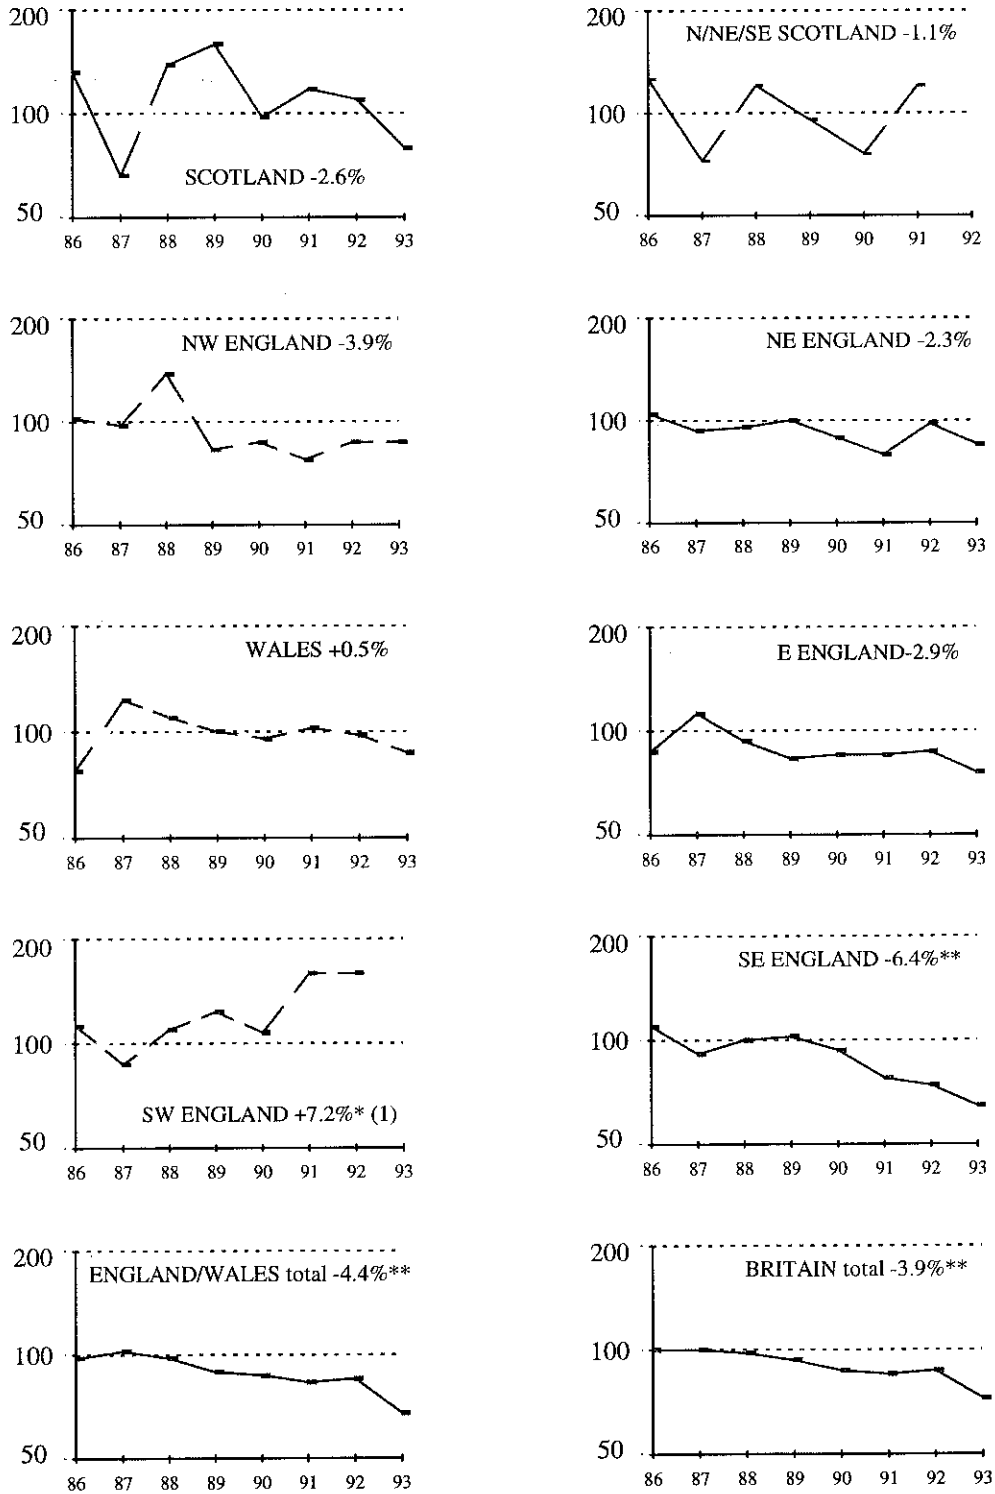 200
100
50
SCOTLAND -2.6%
86 87 88 89 90 91 92 93
200
100
50
N/NE/SE SCOTLAND -1.1%
86 87 88 89 90 91 92
200
100
50
NW ENGLAND -3.9%
86 87 88 89 90 91 92 93
200
100
50
NE ENGLAND -2.3%
86 87 88 89 90 91 92 93
200
100
50
WALES +0.5%
86 87 88 89 90 91 92 93
200
100
50
E ENGLAND-2.9%
86 87 88 89 90 91 92 93
200
100
50
SW ENGLAND +7.2%* (1)
86 87 88 89 90 91 92 93
200
100
50
SE ENGLAND -6.4%**
86 87 88 89 90 91 92 93
200
100
50
ENGLAND/WALES total -4.4%**
86 87 88 89 90 91 92 93
200
100
50
BRITAIN total -3.9%**
86 87 88 89 90 91 92 93